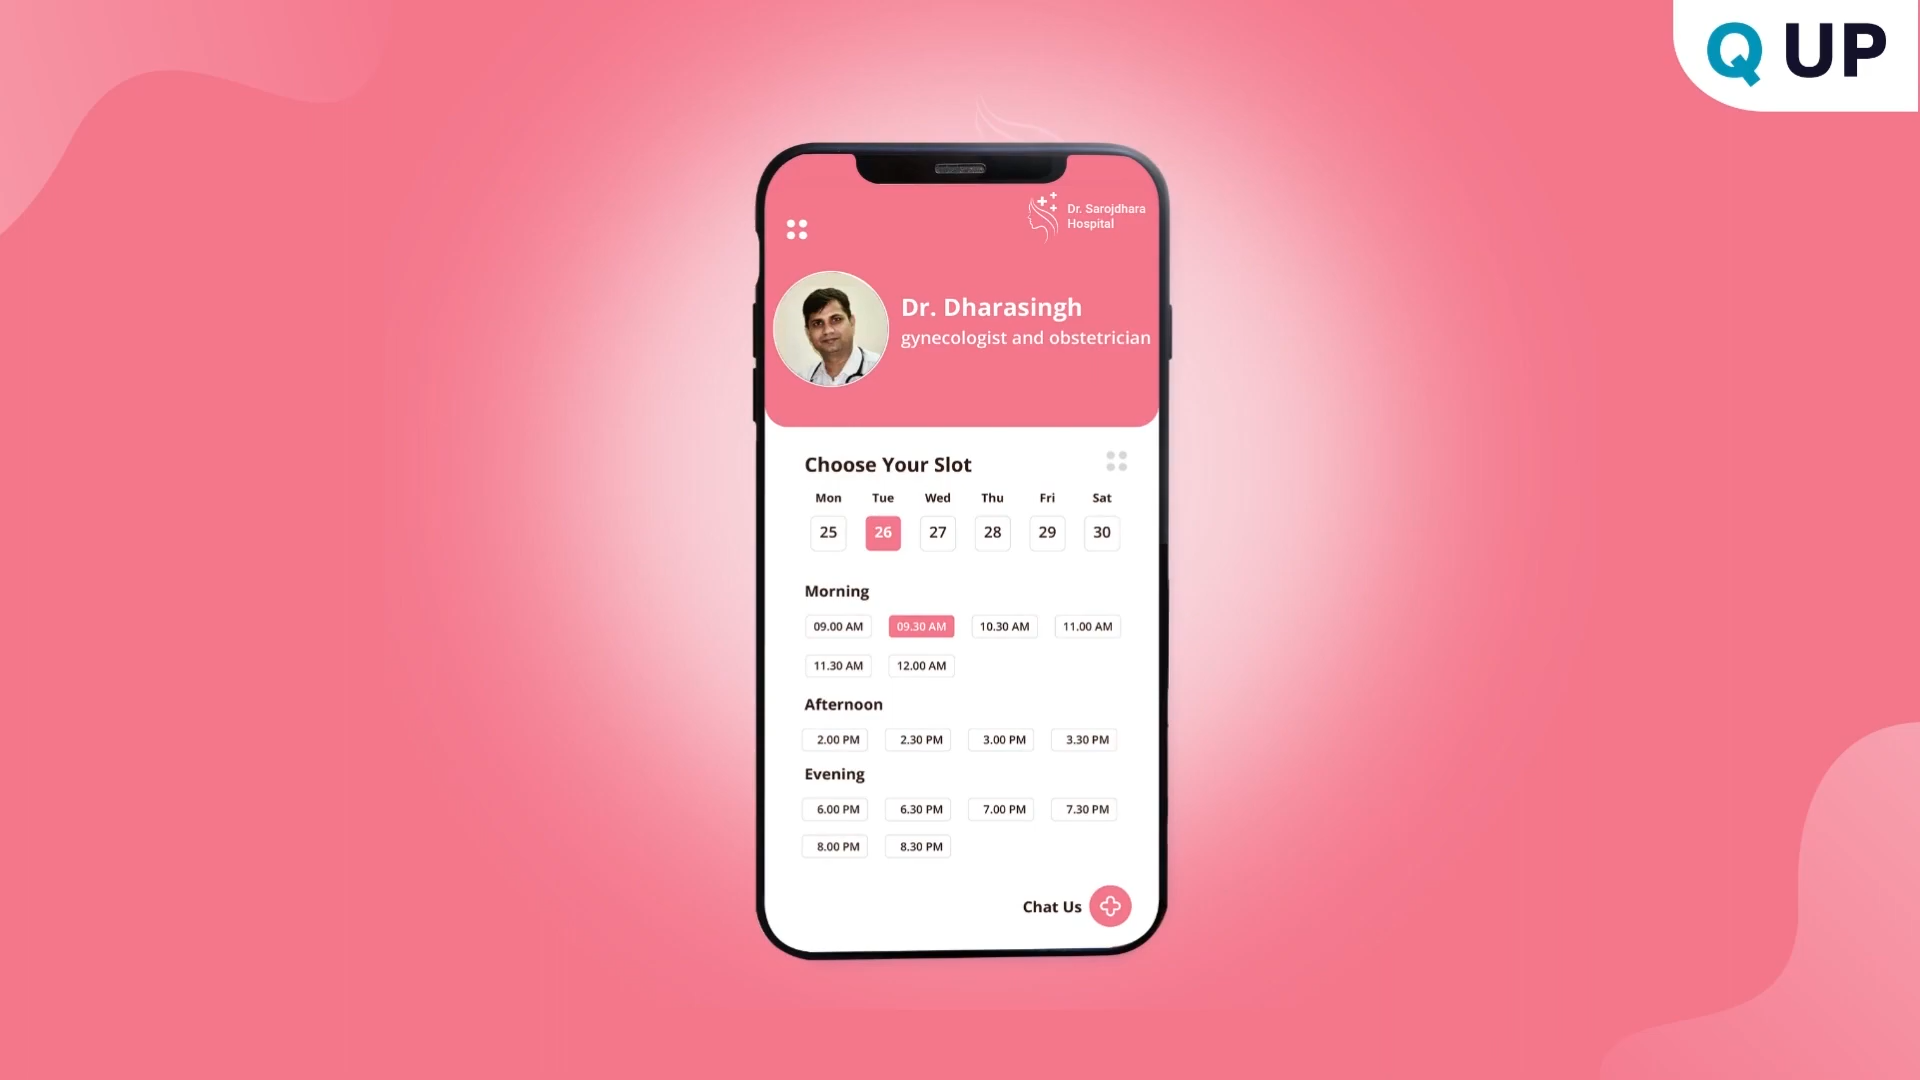 Q UP
Dr. Sarojdhara
Hospital
Dr. Dharasingh
gynecologist and obstetrician
Choose Your Slot
Mon Tue Wed Thu Fri Sat
25 26 27 28 29 30
Morning
09.00 AM 09.30 AM 10.30 AM 11.00 AM
11.30 AM 12.00 AM
Afternoon
2.00 PM 2.30 PM 3.00 PM 3.30 PM
Evening
6.00 PM 6.30 PM 7.00 PM 7.30 PM
8.00 PM 8.30 PM
Chat Us